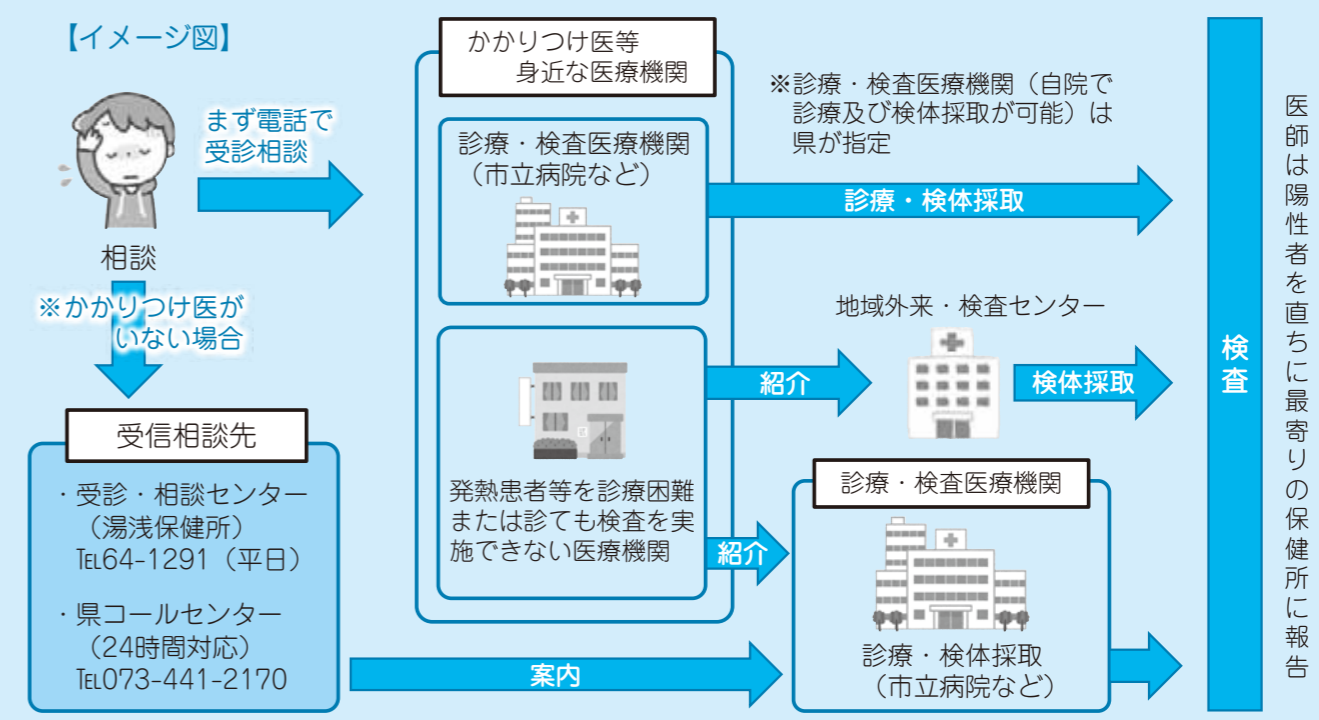 【イメージ図】
まず電話で
受診相談
相談
※かかりつけ医が
いない場合
受信相談先
・受診・相談センター
（湯浅保健所）
℡64-1291（平日）
・県コールセンター
（24時間対応）
℡073-441-2170
かかりつけ医等
身近な医療機関
診療・検査医療機関
（市立病院など）
発熱患者等を診療困難
または診ても検査を実
施できない医療機関
※診療・検査医療機関（自院で
診療及び検体採取が可能）は
県が指定
診療・検体採取
紹介
地域外来・検査センター
検体採取
紹介
診療・検査医療機関
診療・検体採取
（市立病院など）
案内
検査
医師は陽性者を直ちに最寄りの保健所に報告